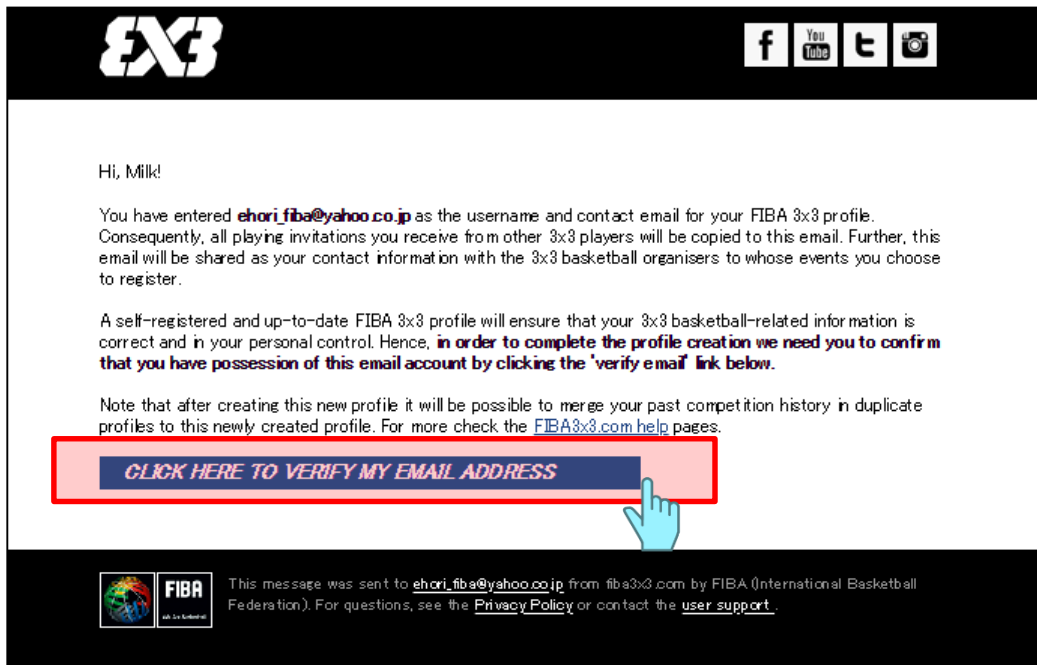 3X3
f You Tube t
Hi, Milk!
You have entered ehori_fiba@yahoo.co.jp as the username and contact email for your FIBA 3x3 profile.
Consequently, all playing invitations you receive from other 3x3 players will be copied to this email. Further, this
email will be shared as your contact information with the 3x3 basketball organisers to whose events you choose
to register.
A self-registered and up-to-date FIBA 3x3 profile will ensure that your 3x3 basketball-related information is
correct and in your personal control. Hence, in order to complete the profile creation we need you to confirm
that you have possession of this email account by clicking the 'verify email' link below.
Note that after creating this new profile it will be possible to merge your past competition history in duplicate
profiles to this newly created profile. For more check the FIBA3x3.com help pages.
CLICK HERE TO VERIFY MY EMAIL ADDRESS
FIBA
We Are Basketball
This message was sent to ehori_fiba@yahoo.co.jp from fiba3x3.com by FIBA (International Basketball
Federation). For questions, see the Privacy Policy or contact the user support .